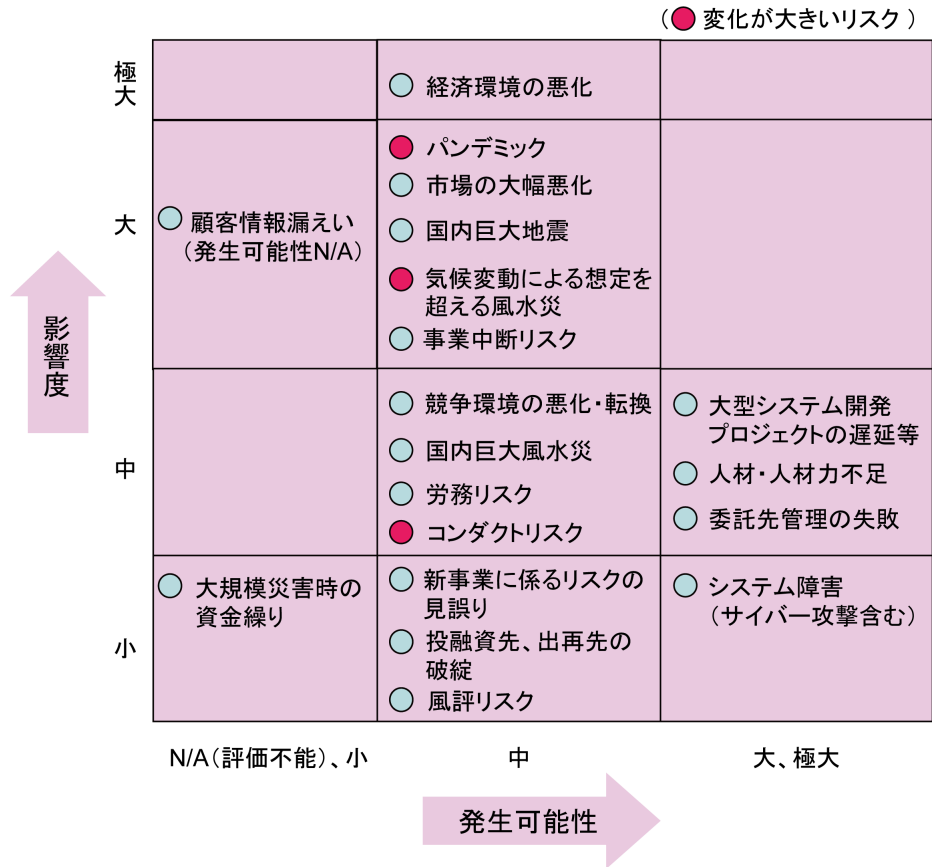 （ 変化が大きいリスク ）
極大
経済環境の悪化
大
顧客情報漏えい
（発生可能性N/A）
パンデミック
市場の大幅悪化
国内巨大地震
気候変動による想定を
超える風水災
事業中断リスク
影響度
中
競争環境の悪化・転換
国内巨大風水災
労務リスク
コンダクトリスク
大型システム開発
プロジェクトの遅延等
人材・人材力不足
委託先管理の失敗
小
大規模災害時の
資金繰り
新事業に係るリスクの
見誤り
投融資先、出再先の
破綻
風評リスク
システム障害
（サイバー攻撃含む）
N/A（評価不能）、小
中
大、極大
発生可能性